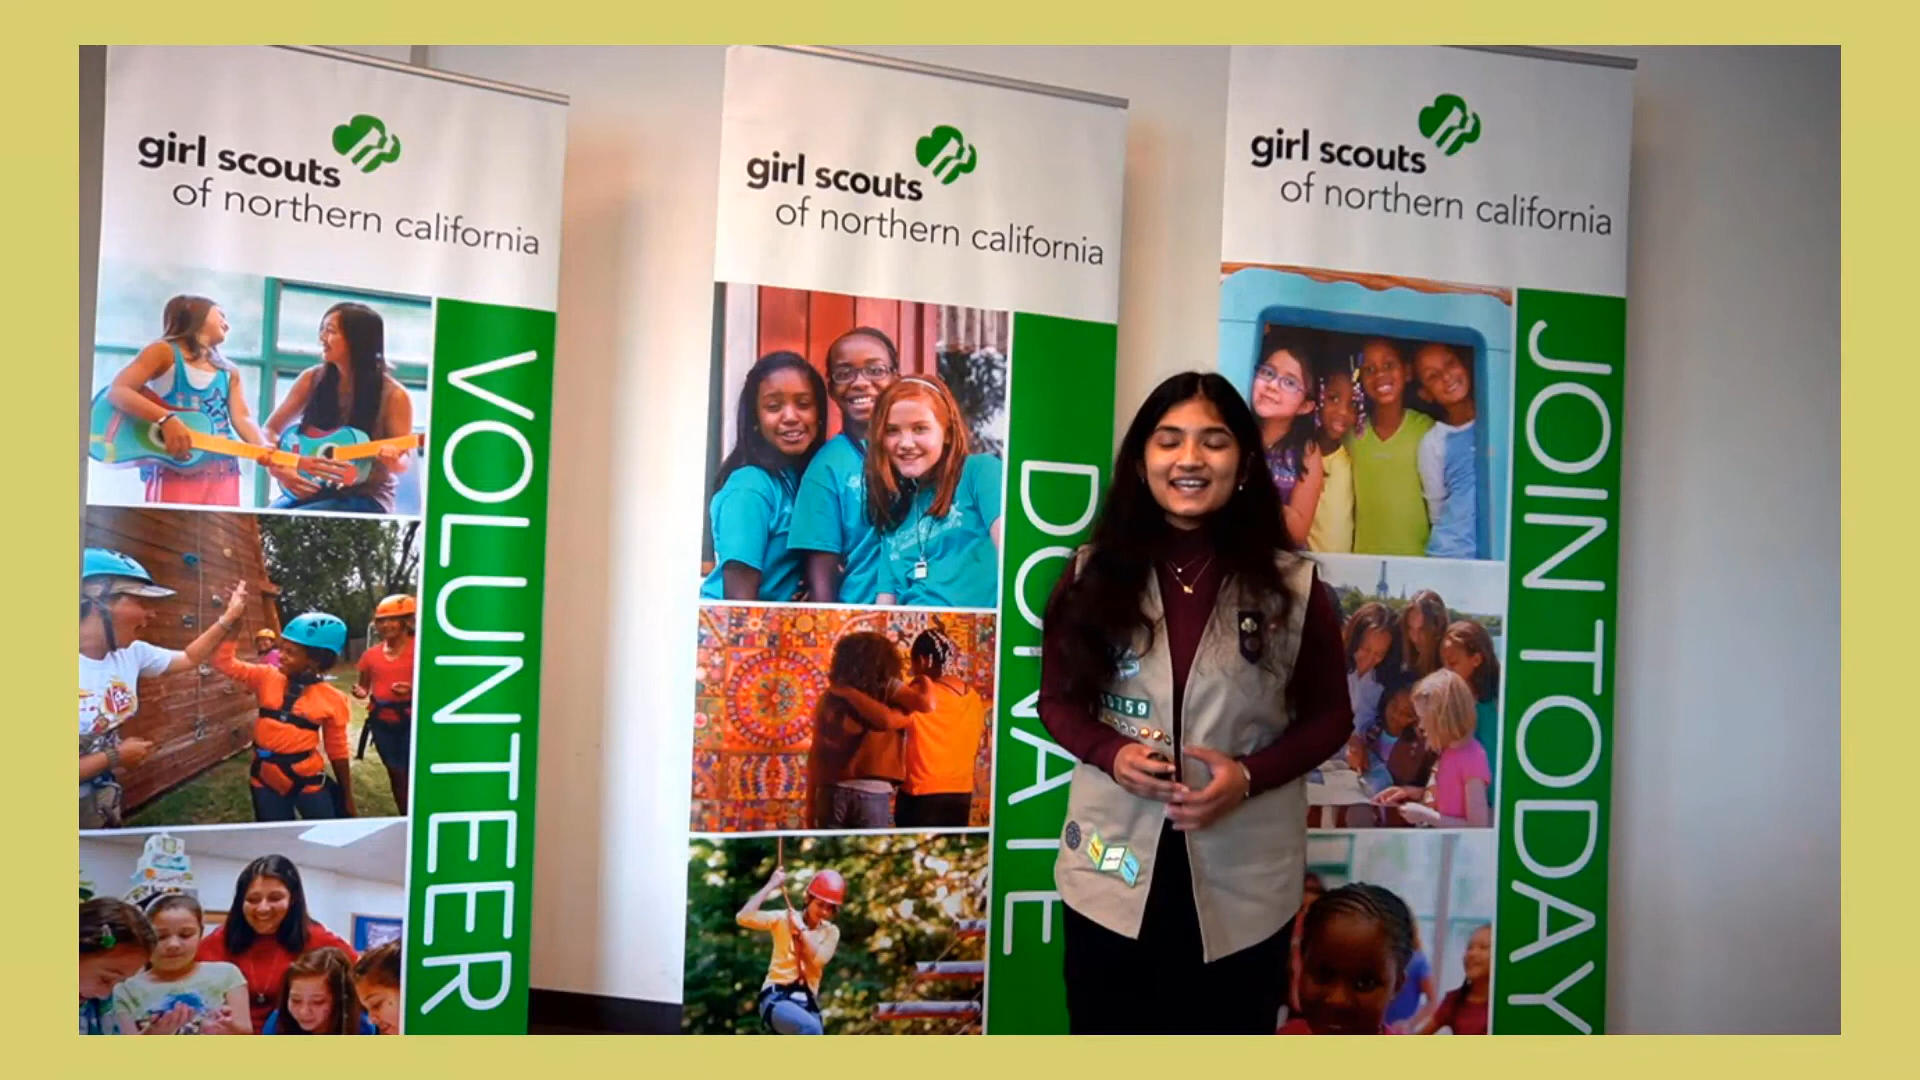 girl scouts
of northern california
VOLUNTEER
girl scouts
of northern california
DONATE
girl scouts
of northern california
JOIN TODAY